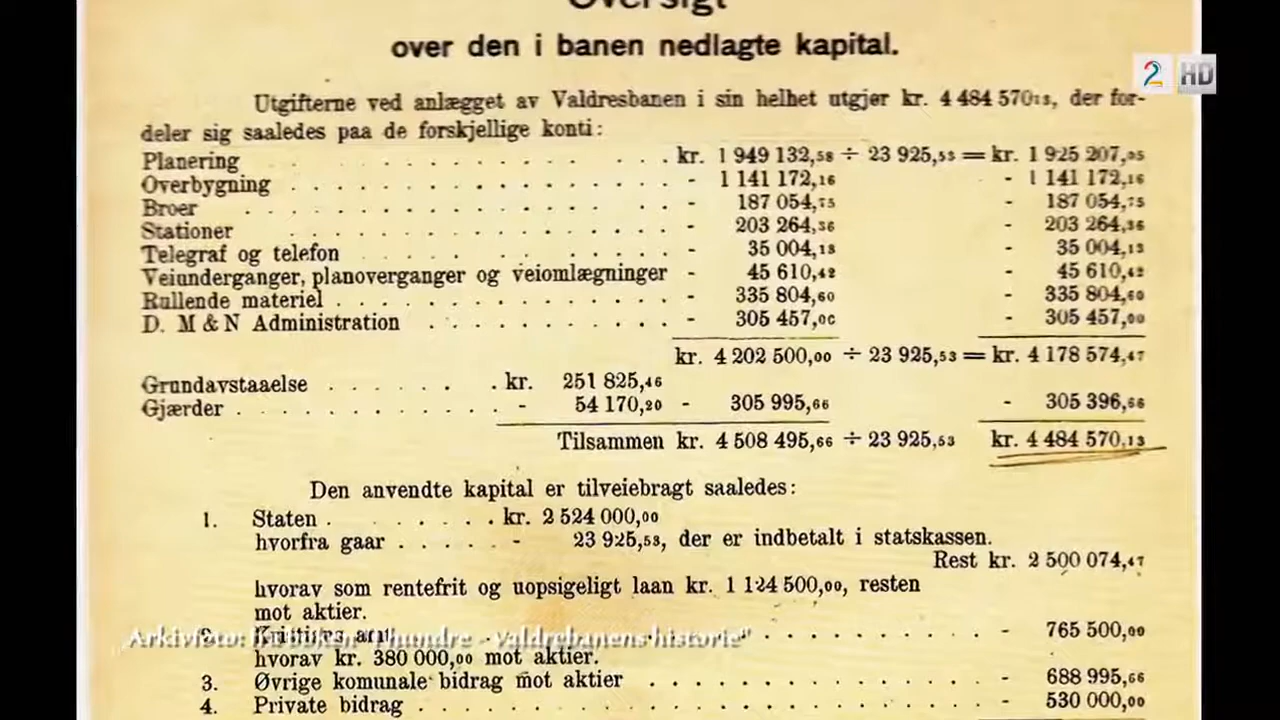 Oversigt
over den i banen nedlagte kapital.
2 HD
Utgifterne ved anlægget av Valdresbanen i sin helhet utgjør kr. 4 484 570,13, der for-
deler sig saaledes paa de forskjellige konti:
Planering . . . . . . . . . . . . . kr. 1 949 132,58 ÷ 23 925,53 = kr. 1 925 207,05
Overbygning . . . . . . . . . . . . . - 1 141 172,16 - 1 141 172,16
Broer . . . . . . . . . . . . . - 187 054,75 - 187 054,75
Stationer . . . . . . . . . . . . . - 203 264,36 - 203 264,36
Telegraf og telefon . . . . . . . . . . - 35 004,13 - 35 004,13
Veiunderganger, planoverganger og veiomlægninger - 45 610,42 - 45 610,42
Rullende materiel . . . . . . . . . . . - 335 804,60 - 335 804,60
D. M & N Administration . . . . . . . . - 305 457,00 - 305 457,00
kr. 4 202 500,00 ÷ 23 925,53 = kr. 4 178 574,47
Grundavstaaelse . . . . . . . kr. 251 825,46
Gjærder . . . . . . . . . . . - 54 170,20 - 305 995,66 - 305 396,66
Tilsammen kr. 4 508 495,66 ÷ 23 925,53 kr. 4 484 570,13
Den anvendte kapital er tilveiebragt saaledes:
1. Staten . . . . . . . kr. 2 524 000,00
hvorfra gaar . . . . . - 23 925,53, der er indbetalt i statskassen.
Rest kr. 2 500 074,47
hvorav som rentefrit og uopsigeligt laan kr. 1 124 500,00, resten
mot aktier.
2. Kristians amt . . . . . . . . . . . . - 765 500,00
Arkivfoto: fra boken "Thundre - valdrebanens historie"
hvorav kr. 380 000,00 mot aktier.
3. Øvrige komunale bidrag mot aktier . . . . . . . . . . - 688 995,66
4. Private bidrag . . . . . . . . . . . . . . . . . - 530 000,00